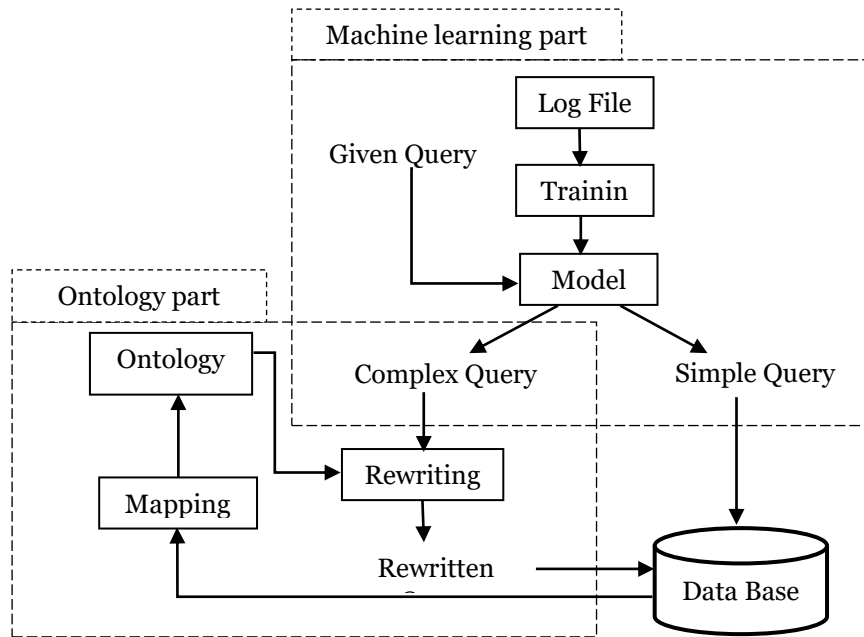 Machine learning part
Log File
Given Query
Trainin
Model
Ontology part
Ontology
Complex Query
Simple Query
Rewriting
Mapping
Rewritten
Data Base